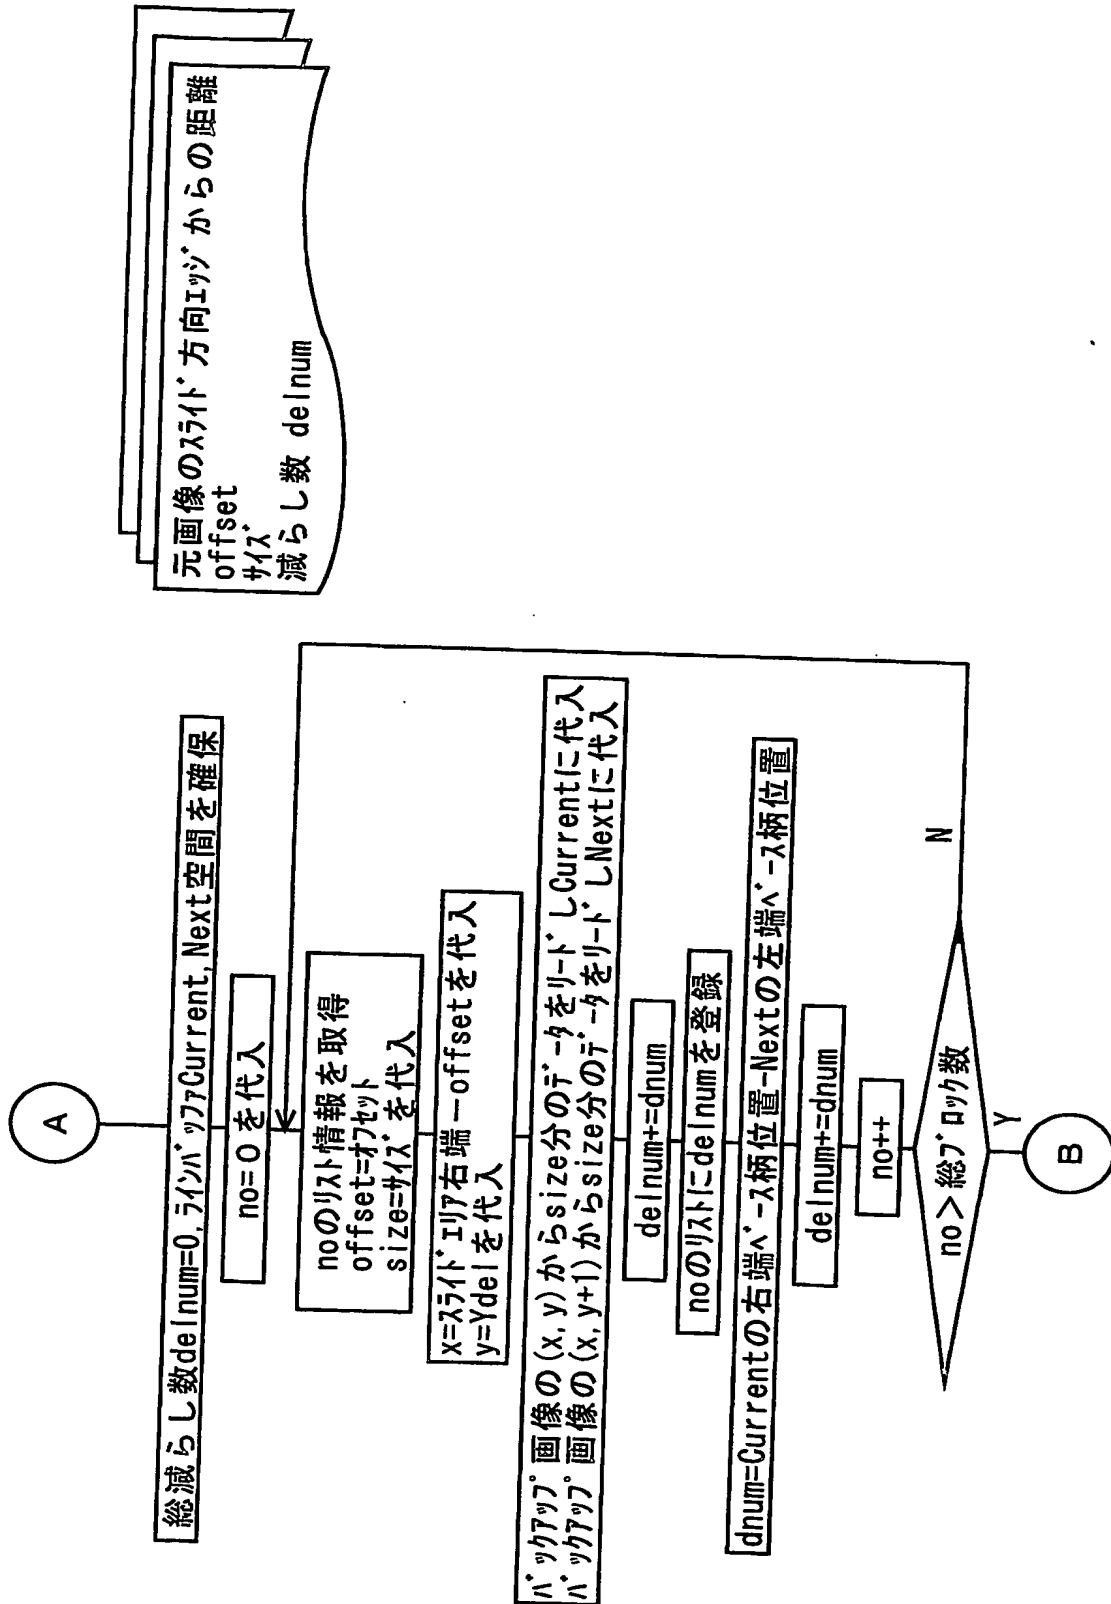 A
総減らし数delnum=0,ﾗｲﾝﾊﾞｯﾌｧCurrent,Next空間を確保
no=0を代入
noのﾘｽﾄ情報を取得
offset=ｵﾌｾｯﾄ
size=ｻｲｽﾞを代入
x=ｽﾗｲﾄﾞｴﾘｱ右端-offsetを代入
y=Ydelを代入
ﾊﾞｯｸｱｯﾌﾟ画像の(x,y)からsize分のﾃﾞｰﾀをﾘｰﾄﾞしCurrentに代入
ﾊﾞｯｸｱｯﾌﾟ画像の(x,y+1)からsize分のﾃﾞｰﾀをﾘｰﾄﾞしNextに代入
delnum+=dnum
noのﾘｽﾄにdelnumを登録
dnum=Currentの右端ﾍﾞｰｽ柄位置-Nextの左端ﾍﾞｰｽ柄位置
delnum+=dnum
no++
no>総ﾌﾞﾛｯｸ数
N
Y
B
元画像のｽﾗｲﾄﾞ方向ｴｯｼﾞからの距離
offset
ｻｲｽﾞ
減らし数 delnum